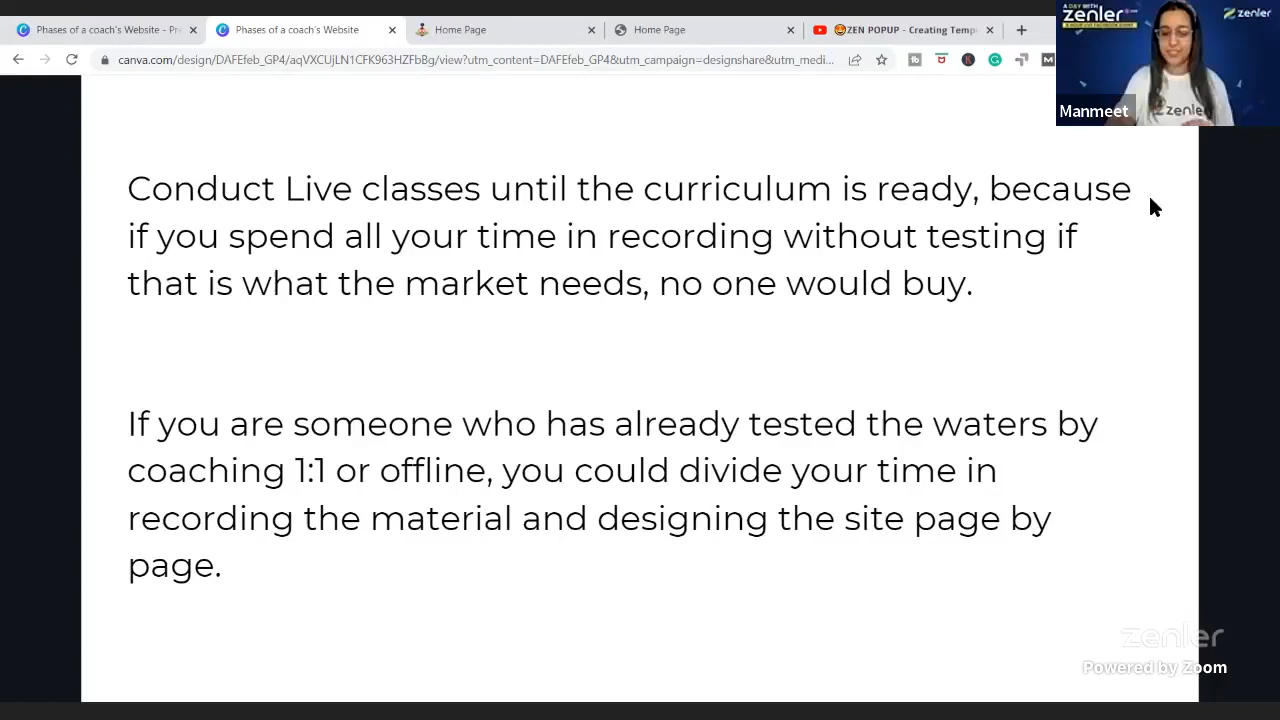 Phases of a coach's Website - Pre
Phases of a coach's Website
Home Page
Home Page
ZEN POPUP - Creating Temp
canva.com/design/DAFEfeb_GP4/aqVXCUjLN1CFK963HZFbBg/view?utm_content=DAFEfeb_GP4&utm_campaign=designshare&utm_medi...
A DAY WITH
zenler
zenler
zenler
Manmeet
Conduct Live classes until the curriculum is ready, because
if you spend all your time in recording without testing if
that is what the market needs, no one would buy.
If you are someone who has already tested the waters by
coaching 1:1 or offline, you could divide your time in
recording the material and designing the site page by
page.
zenler
Powered by Zoom